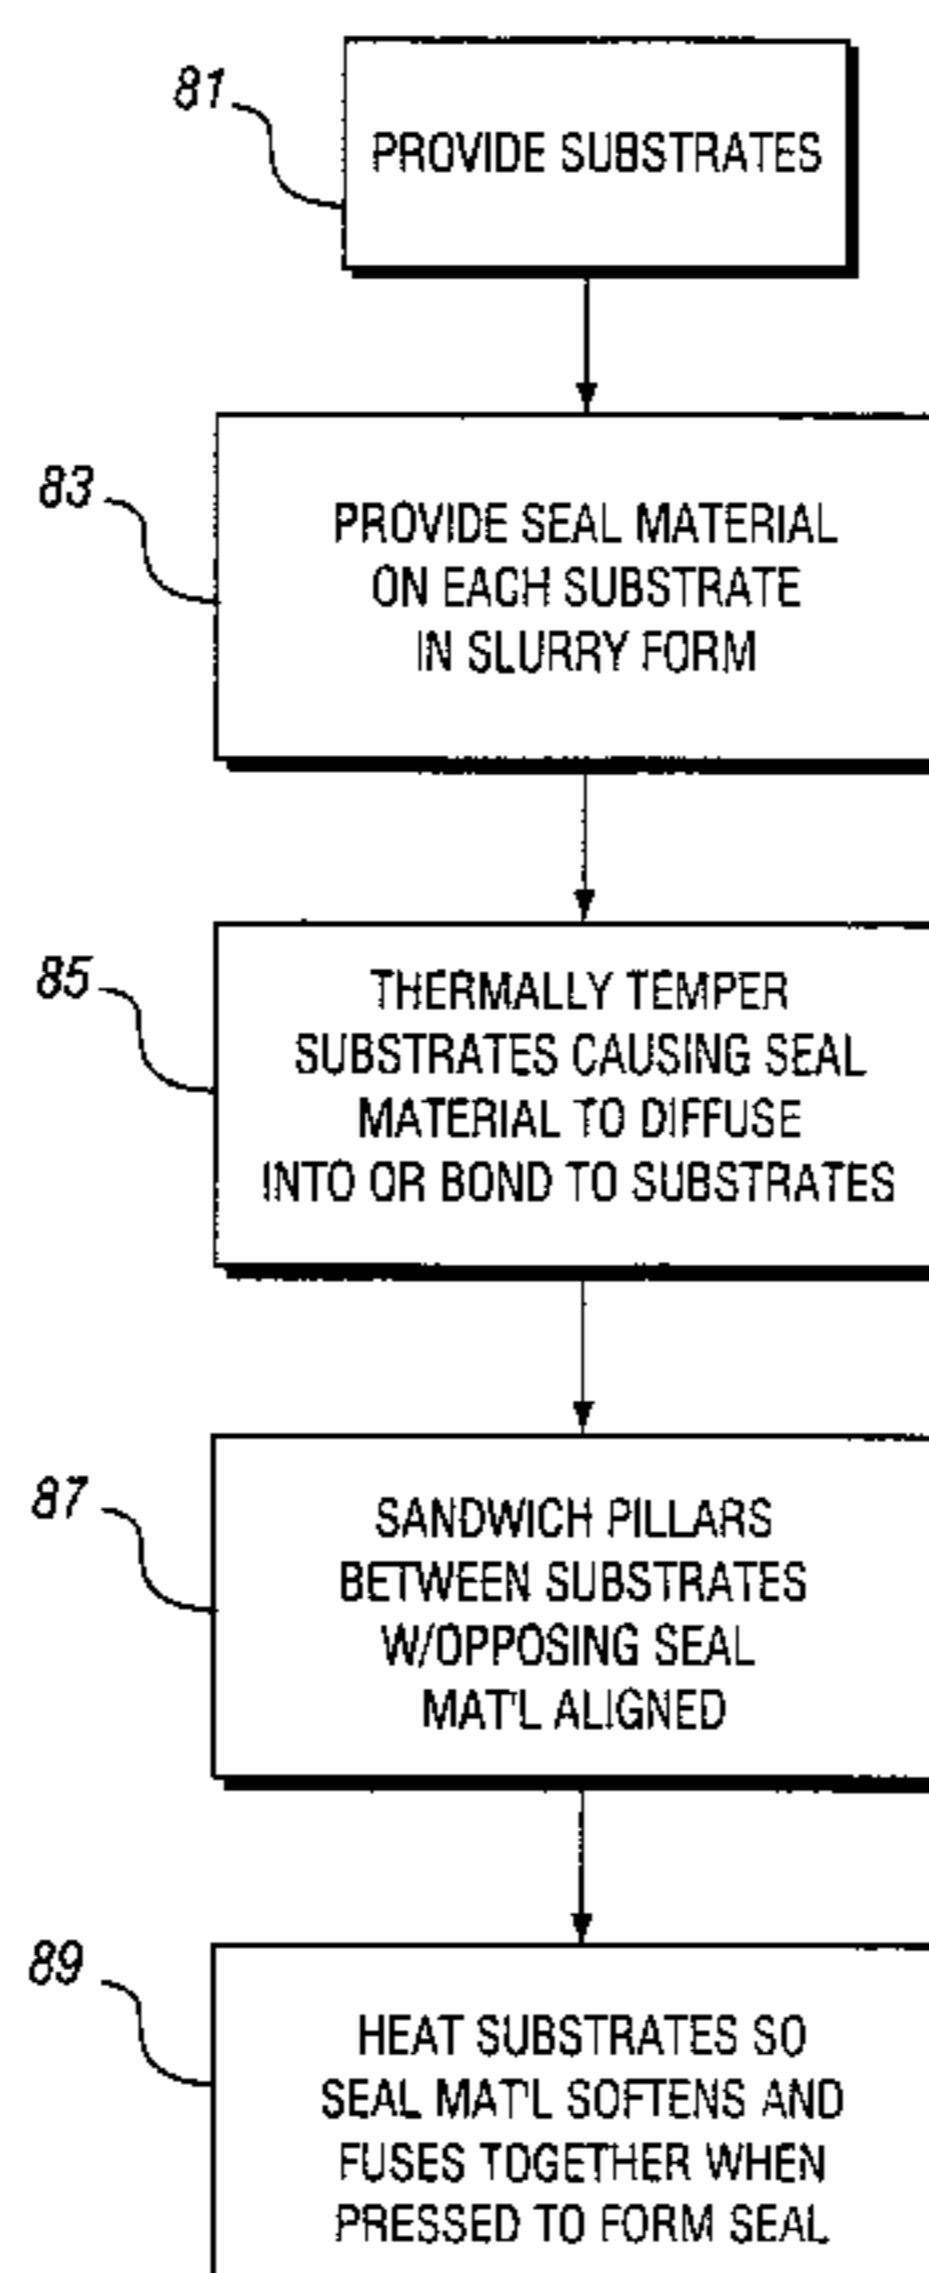 81
PROVIDE SUBSTRATES
83
PROVIDE SEAL MATERIAL
ON EACH SUBSTRATE
IN SLURRY FORM
85
THERMALLY TEMPER
SUBSTRATES CAUSING SEAL
MATERIAL TO DIFFUSE
INTO OR BOND TO SUBSTRATES
87
SANDWICH PILLARS
BETWEEN SUBSTRATES
W/OPPOSING SEAL
MAT'L ALIGNED
89
HEAT SUBSTRATES SO
SEAL MAT'L SOFTENS AND
FUSES TOGETHER WHEN
PRESSED TO FORM SEAL